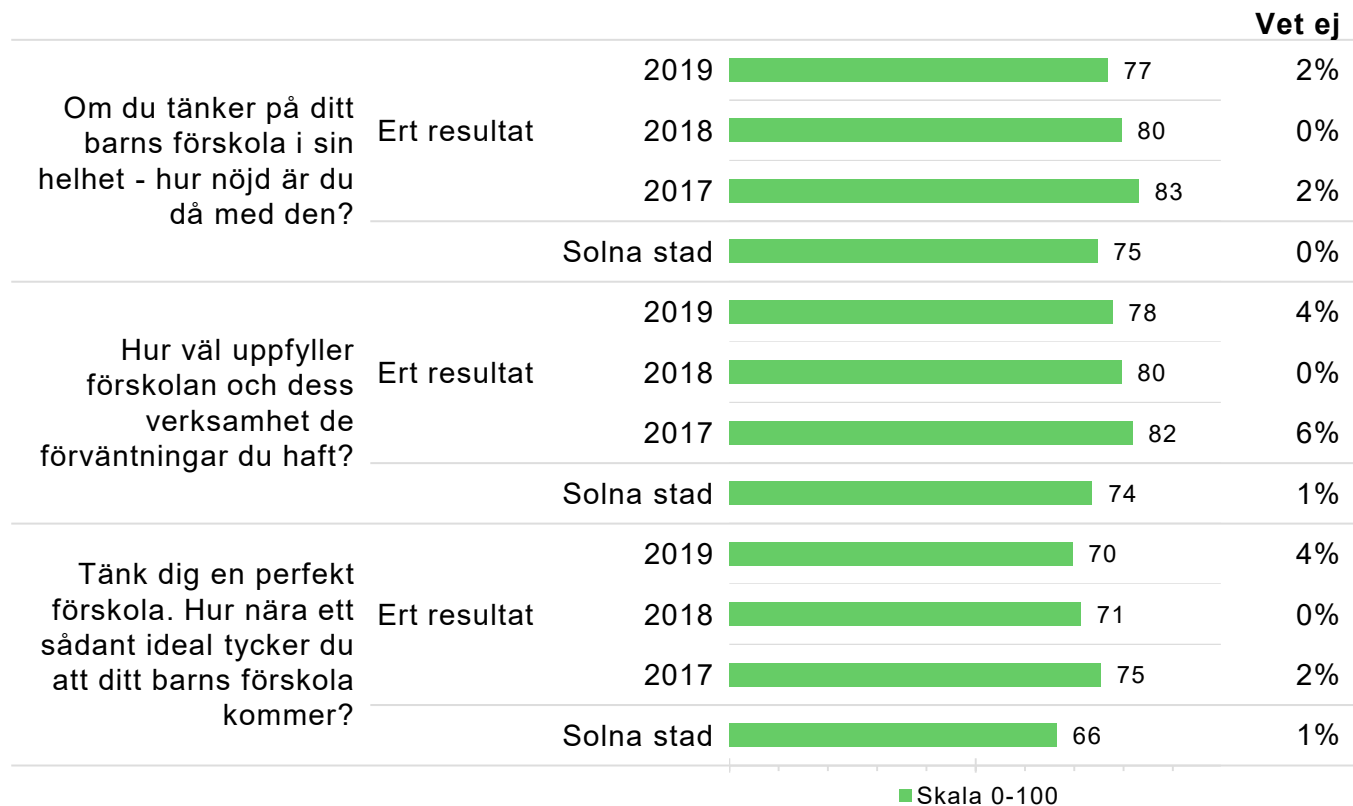 Vet ej
Om du tänker på ditt
barns förskola i sin
helhet - hur nöjd är du
då med den?
Ert resultat
2019 77 2%
2018 80 0%
2017 83 2%
Solna stad 75 0%
Hur väl uppfyller
förskolan och dess
verksamhet de
förväntningar du haft?
Ert resultat
2019 78 4%
2018 80 0%
2017 82 6%
Solna stad 74 1%
Tänk dig en perfekt
förskola. Hur nära ett
sådant ideal tycker du
att ditt barns förskola
kommer?
Ert resultat
2019 70 4%
2018 71 0%
2017 75 2%
Solna stad 66 1%
Skala 0-100